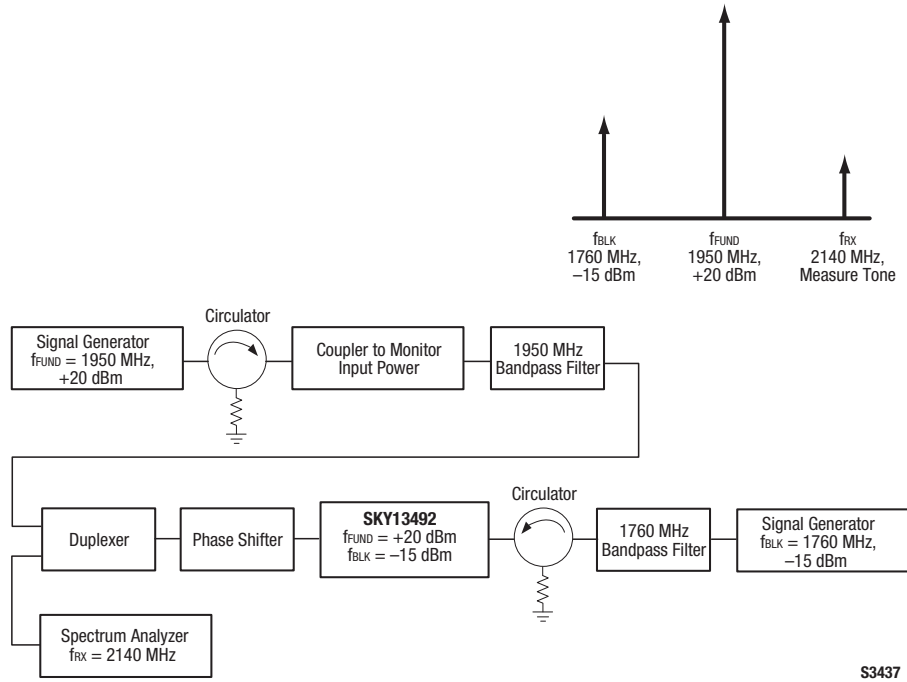 fBLK
1760 MHz,
–15 dBm
fFUND
1950 MHz,
+20 dBm
fRX
2140 MHz,
Measure Tone
Signal Generator
fFUND = 1950 MHz,
+20 dBm
Circulator
Coupler to Monitor
Input Power
1950 MHz
Bandpass Filter
Duplexer
Phase Shifter
SKY13492
fFUND = +20 dBm
fBLK = –15 dBm
Circulator
1760 MHz
Bandpass Filter
Signal Generator
fBLK = 1760 MHz,
–15 dBm
Spectrum Analyzer
fRX = 2140 MHz
S3437